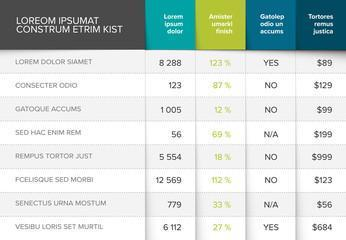 LOREOM IPSUMAT
CONSTRUM ETRIM KIST
Lorem
ipsum
dolor
Amister
umerki
finish
Gatolep
odio un
accums
Tortores
remus
justica
LOREM DOLOR SIAMET 8 288 123 % YES $89
CONSECTER ODIO 123 87 % NO $129
GATOQUE ACCUMS 1 005 12 % NO $99
SED HAC ENIM REM 56 69 % N/A $199
REMPUS TORTOR JUST 5 554 18 % NO $999
FCELISQUE SED MORBI 12 569 112 % NO $123
SENECTUS URNA MOSTUM 779 33 % N/A $56
VESIBU LORIS SET MURTIL 6 112 27 % YES $684